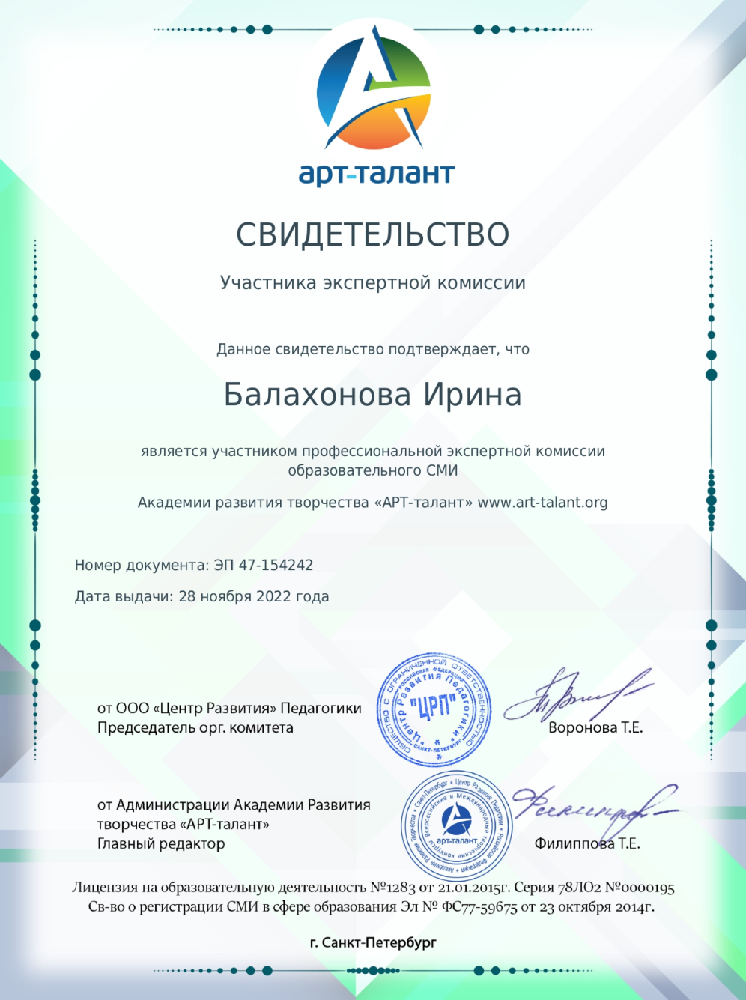 арт-талант
СВИДЕТЕЛЬСТВО
Участника экспертной комиссии
Данное свидетельство подтверждает, что
Балахонова Ирина
является участником профессиональной экспертной комиссии
образовательного СМИ
Академии развития творчества «АРТ-талант» www.art-talant.org
Номер документа: ЭП 47-154242
Дата выдачи: 28 ноября 2022 года
от ООО «Центр Развития» Педагогики
Председатель орг. комитета
ОБЩЕСТВО С ОГРАНИЧЕННОЙ ОТВЕТСТВЕННОСТЬЮ
РОССИЙСКАЯ ФЕДЕРАЦИЯ
"Центр Развития Педагогики"
"ЦРП"
САНКТ-ПЕТЕРБУРГ
Воронова Т.Е.
от Администрации Академии Развития
творчества «АРТ-талант»
Главный редактор
Санкт-Петербург • Центр Развития Педагогики • Российская Федерация • Академия Развития Творчества •
Всероссийские и Международные творческие конкурсы
арт-талант
Филиппова Т.Е.
Лицензия на образовательную деятельность №1283 от 21.01.2015г. Серия 78ЛО2 №0000195
Св-во о регистрации СМИ в сфере образования Эл № ФС77-59675 от 23 октября 2014г.
г. Санкт-Петербург